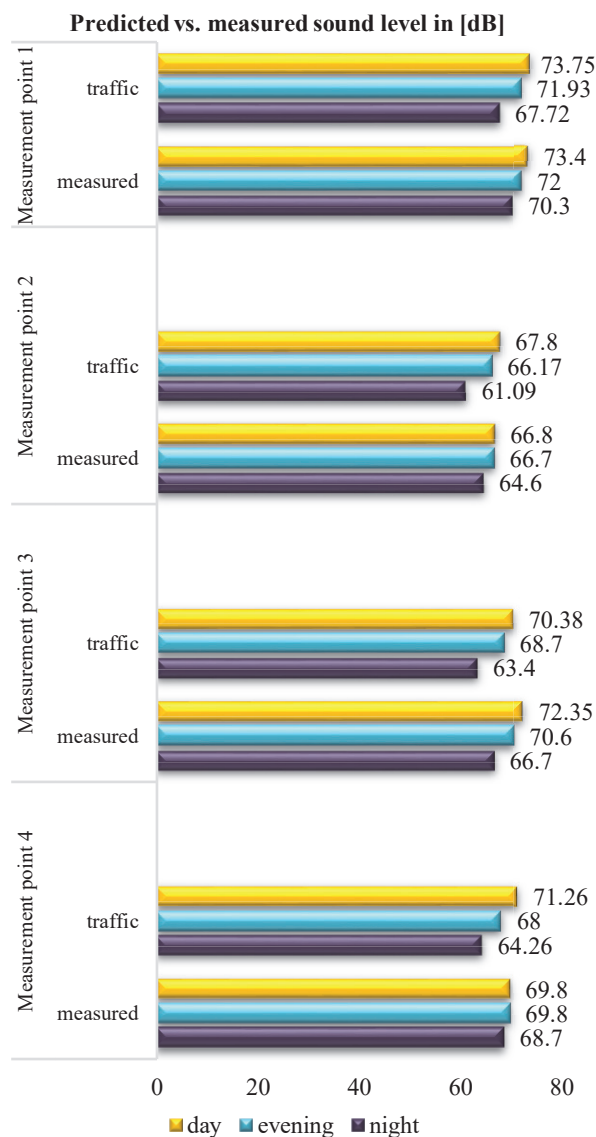 Predicted vs. measured sound level in [dB]
Measurement point 1
traffic
73.75
71.93
67.72
measured
73.4
72
70.3
Measurement point 2
traffic
67.8
66.17
61.09
measured
66.8
66.7
64.6
Measurement point 3
traffic
70.38
68.7
63.4
measured
72.35
70.6
66.7
Measurement point 4
traffic
71.26
68
64.26
measured
69.8
69.8
68.7
0 20 40 60 80
day evening night